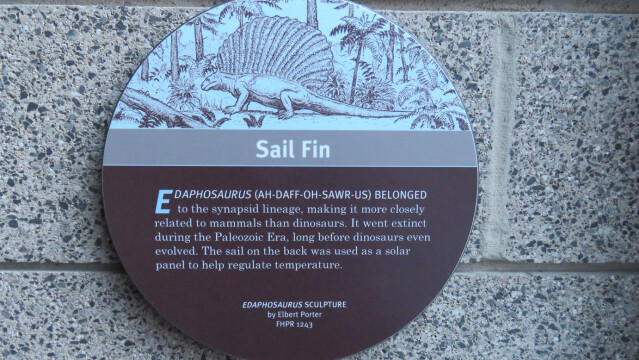 Sail Fin
EDAPHOSAURUS (AH-DAFF-OH-SAWR-US) BELONGED
to the synapsid lineage, making it more closely
related to mammals than dinosaurs. It went extinct
during the Paleozoic Era, long before dinosaurs even
evolved. The sail on the back was used as a solar
panel to help regulate temperature.
EDAPHOSAURUS SCULPTURE
by Elbert Porter
FHPR 1243